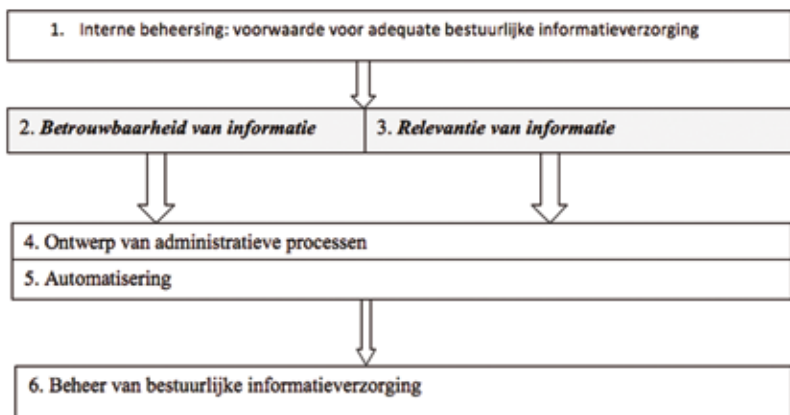 1. Interne beheersing: voorwaarde voor adequate bestuurlijke informatieverzorging
2. Betrouwbaarheid van informatie
3. Relevantie van informatie
4. Ontwerp van administratieve processen
5. Automatisering
6. Beheer van bestuurlijke informatieverzorging